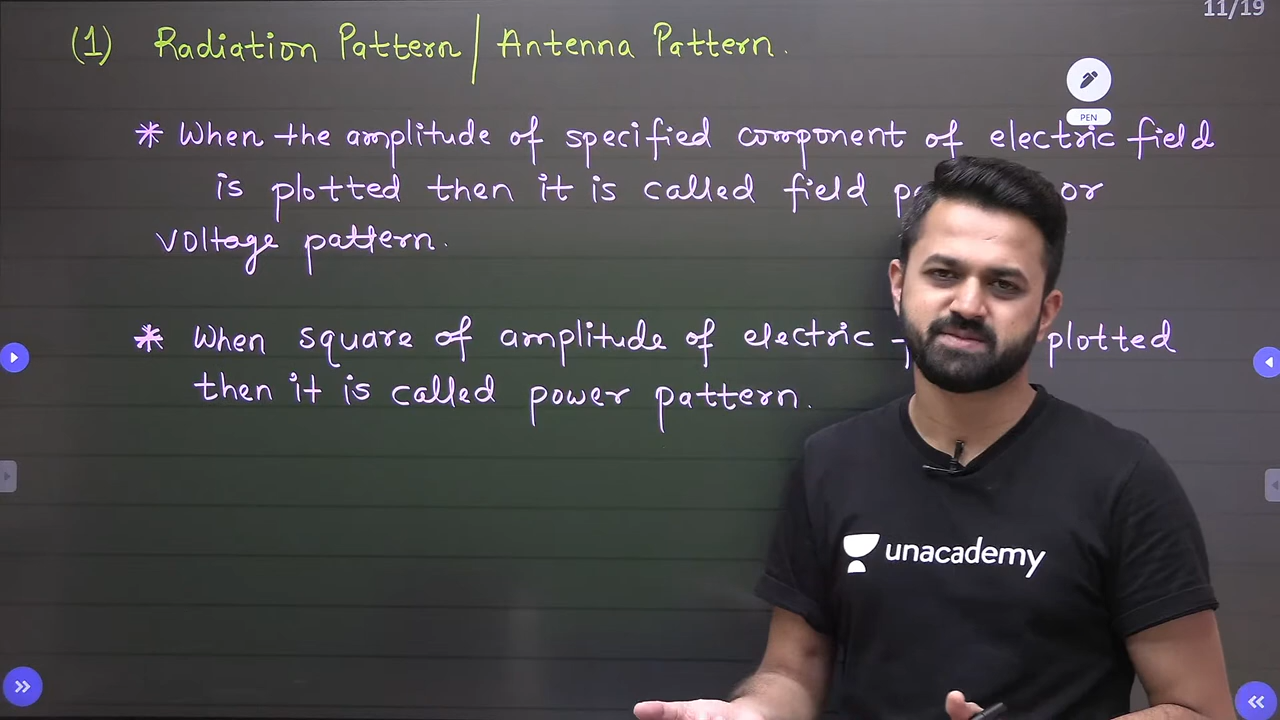 11/19
(1) Radiation Pattern / Antenna Pattern.
PEN
* When the amplitude of specified component of electric field
is plotted then it is called field or
voltage pattern.
* When square of amplitude of electric plotted
then it is called power pattern.
unacademy